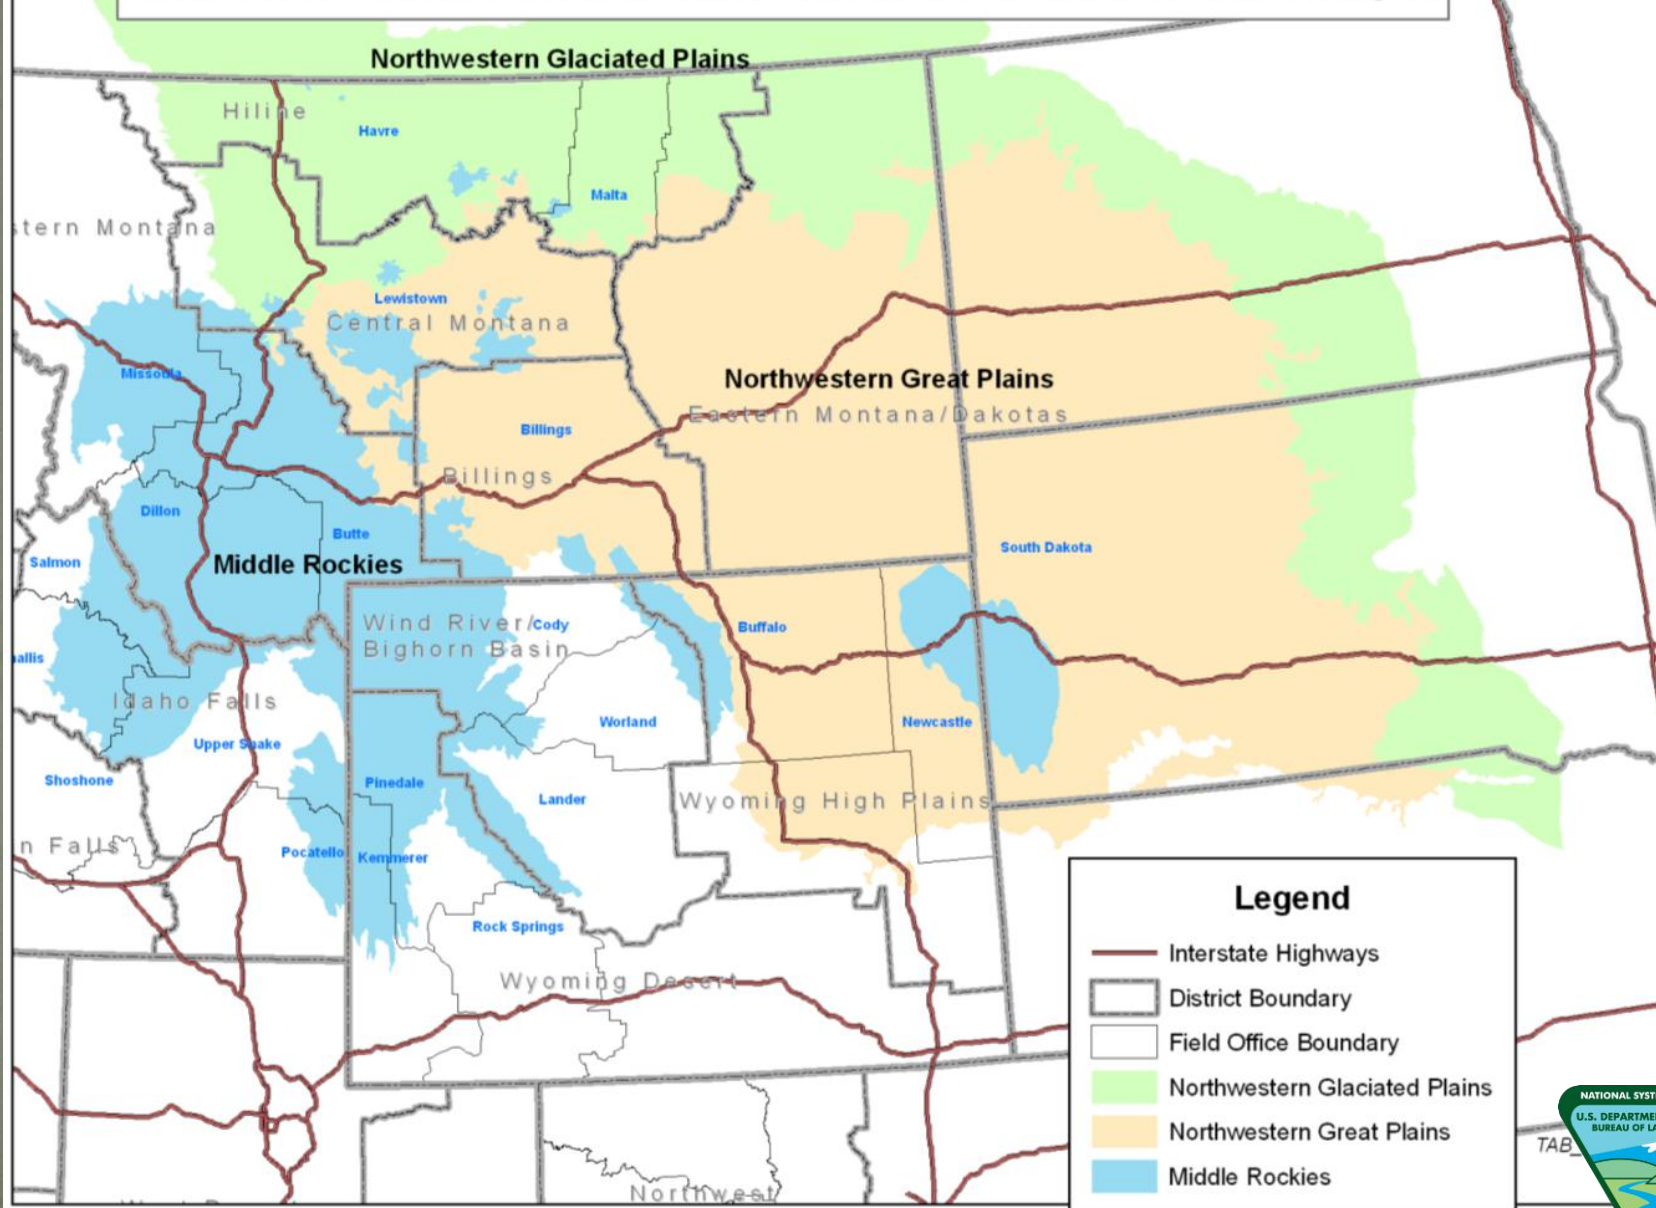 Northwestern Glaciated Plains
Hiline
Havre
Malta
stern Montana
Lewistown
Central Montana
Missoula
Northwestern Great Plains
Eastern Montana/Dakotas
Billings
Billings
Dillon
Butte
South Dakota
Salmon
Middle Rockies
Wind River/
Bighorn Basin
Cody
Buffalo
allis
Idaho Falls
Upper Snake
Worland
Newcastle
Shoshone
Pinedale
Lander
Wyoming High Plains
n Falls
Pocatello
Kemmerer
Rock Springs
Wyoming Desert
Northwest
Legend
Interstate Highways
District Boundary
Field Office Boundary
Northwestern Glaciated Plains
Northwestern Great Plains
Middle Rockies
NATIONAL SYST
U.S. DEPARTME
BUREAU OF LA
TAB_